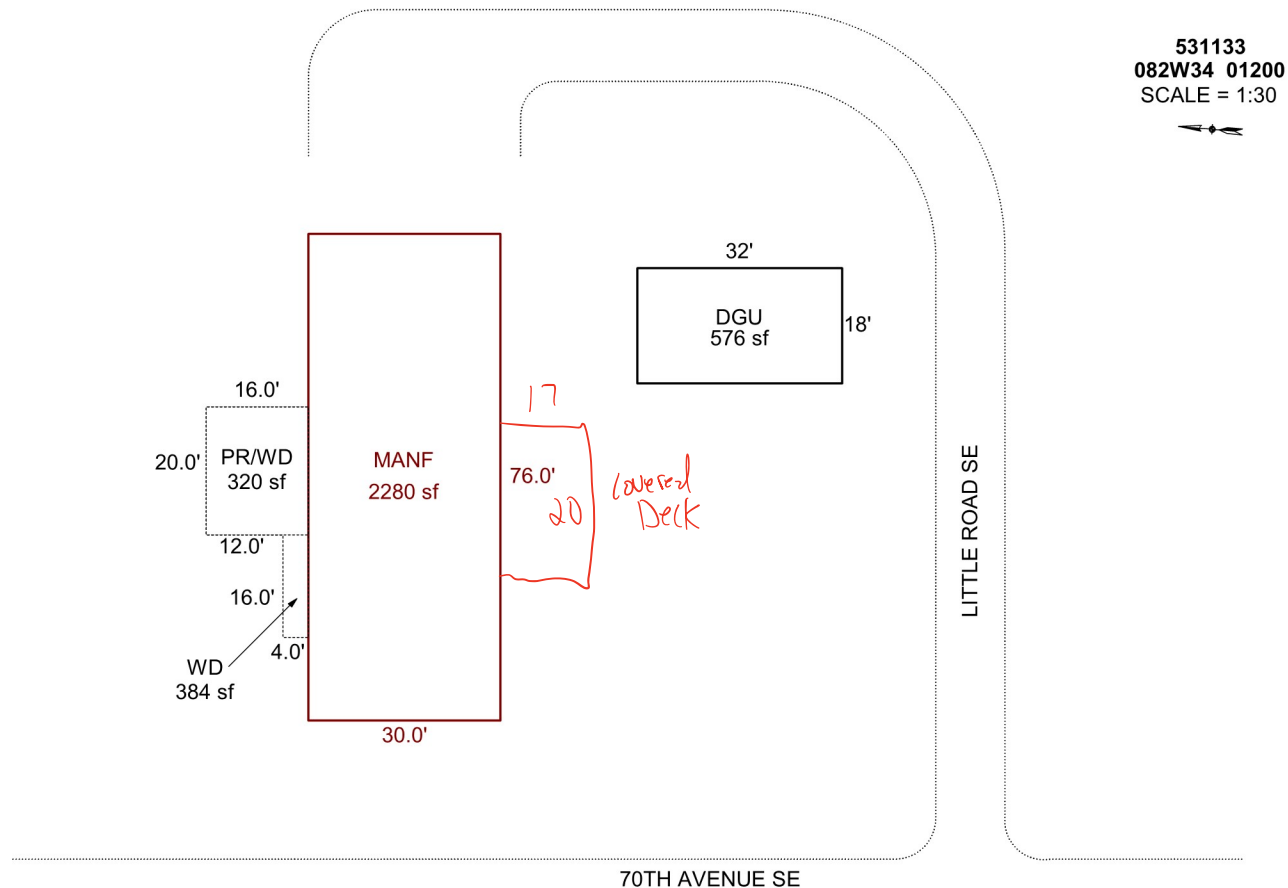 531133
082W34 01200
SCALE = 1:30
32'
DGU
576 sf
18'
16.0'
17
20.0'
PR/WD
320 sf
MANF
2280 sf
76.0'
20
Covered
Deck
12.0'
16.0'
4.0'
WD
384 sf
30.0'
LITTLE ROAD SE
70TH AVENUE SE